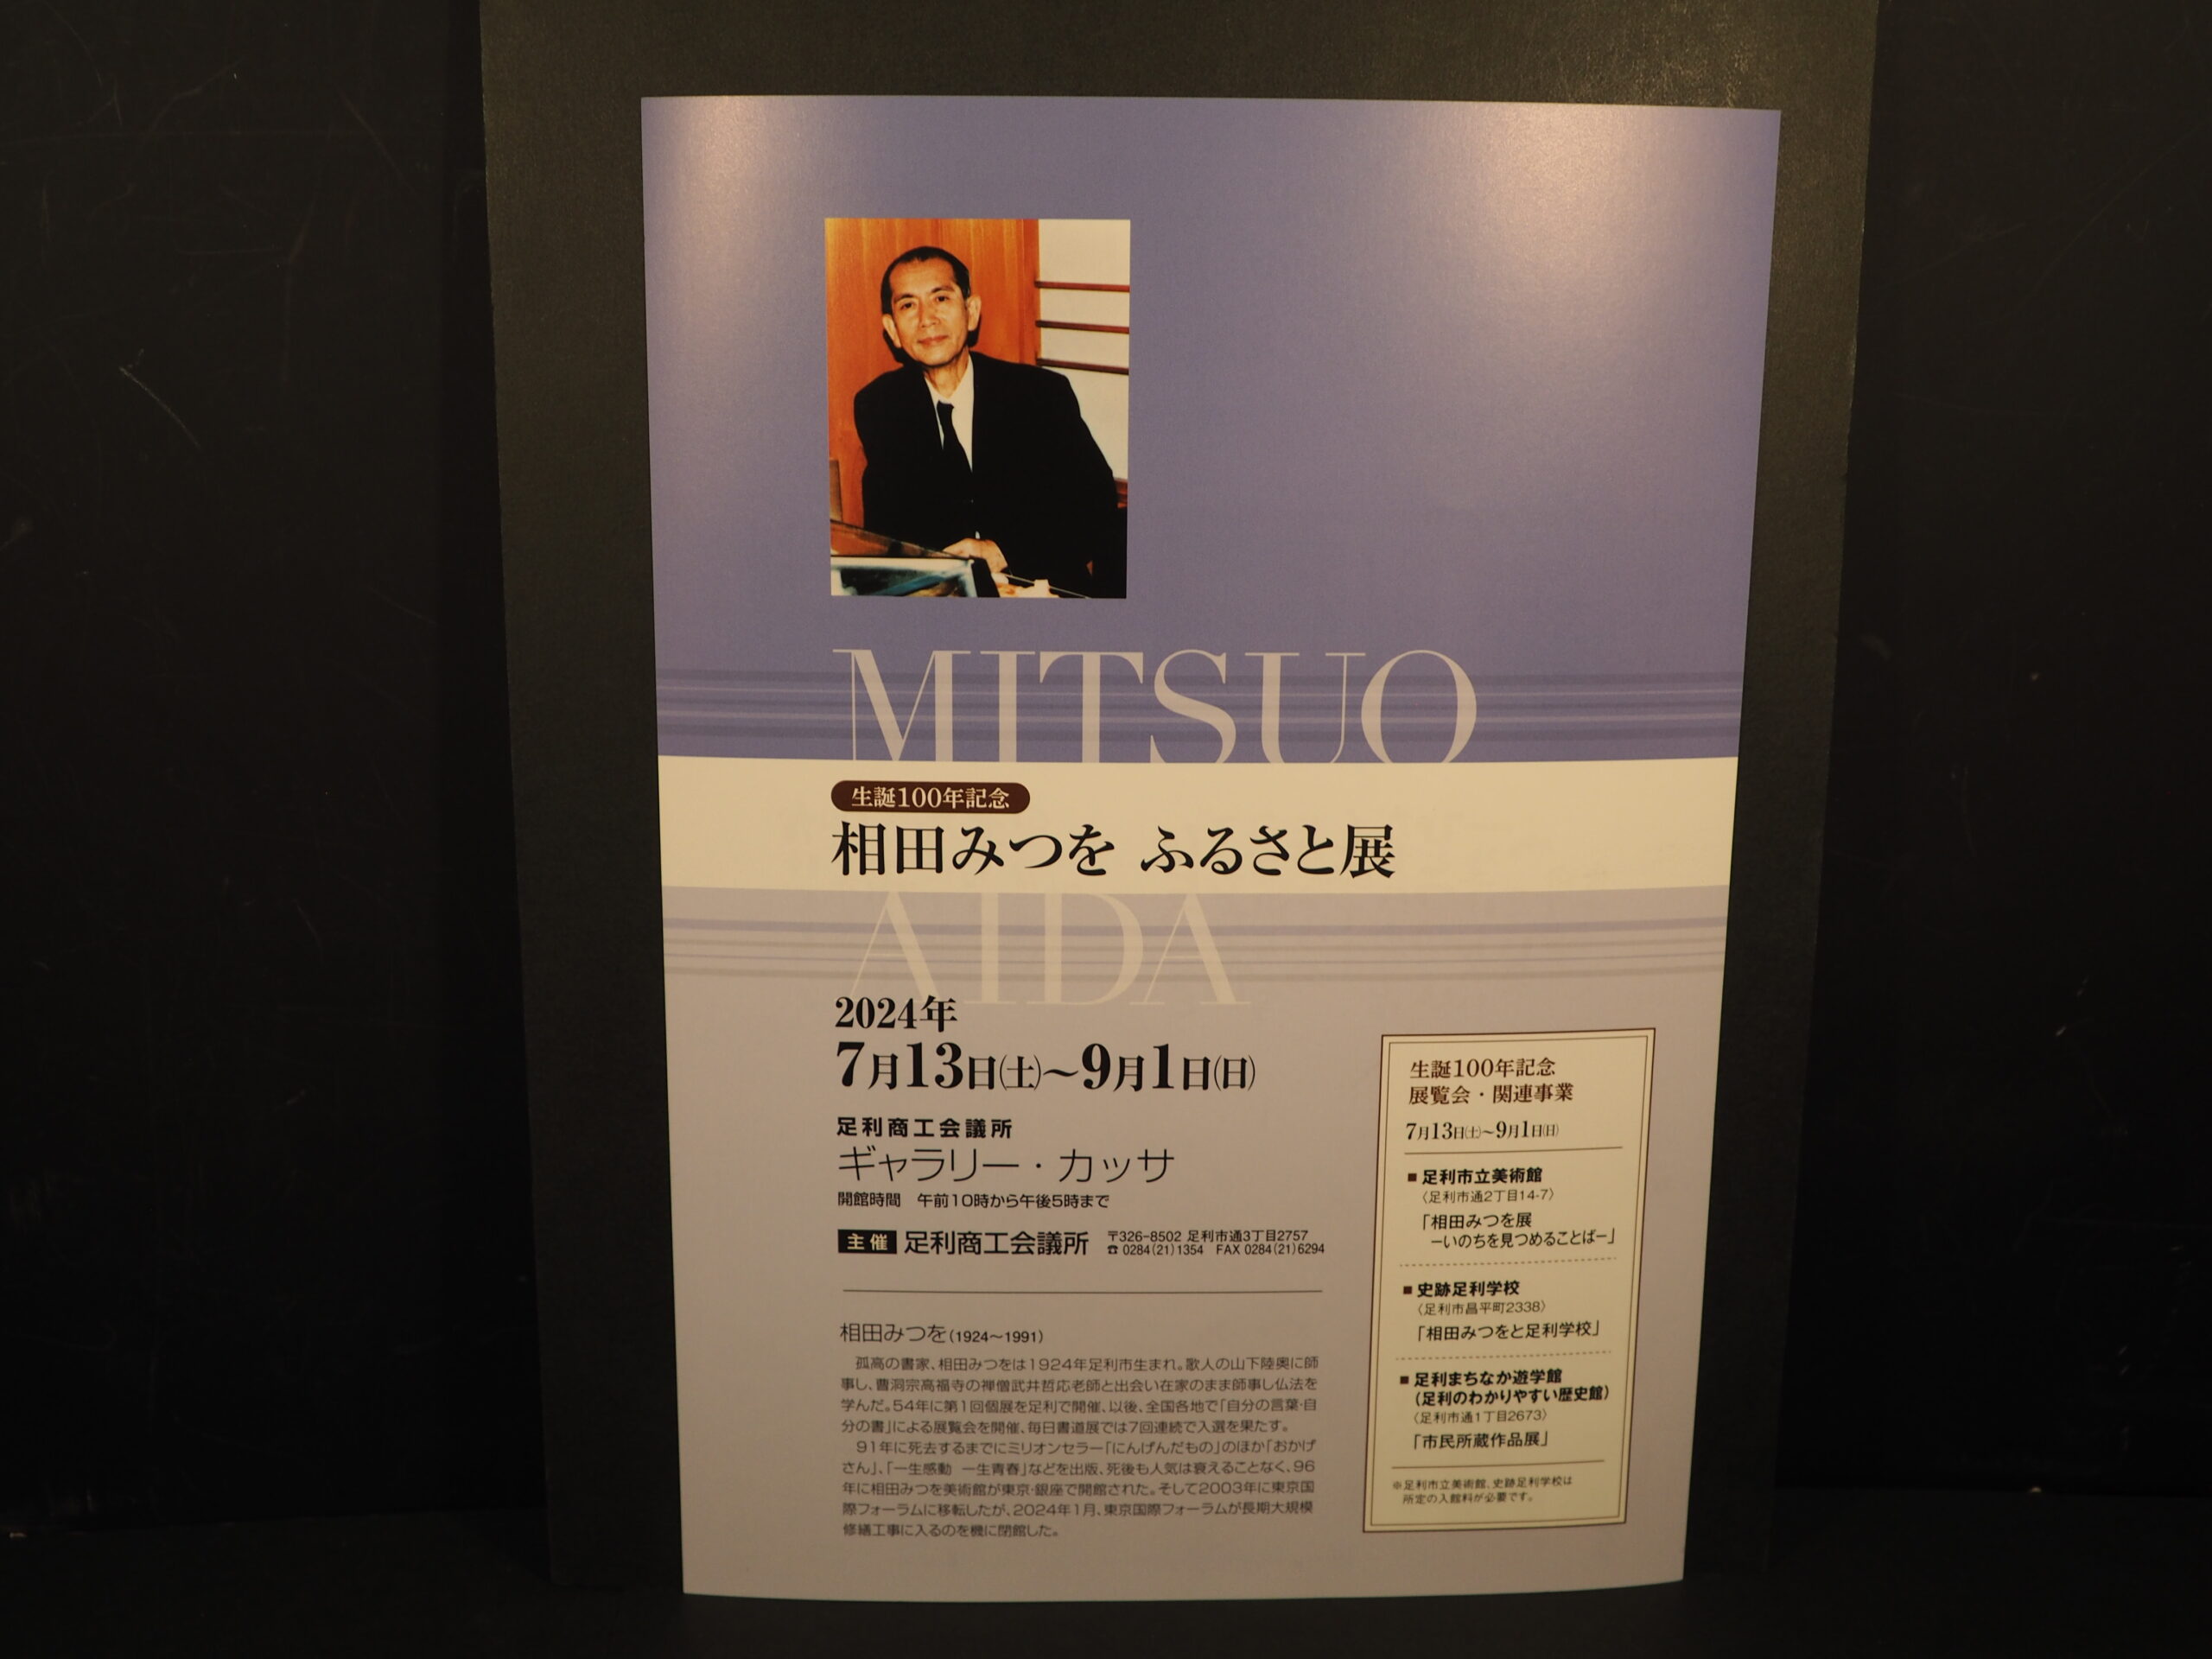 MITSUO
生誕100年記念
相田みつを ふるさと展
AIDA
2024年
7月13日(土)～9月1日(日)
足利商工会議所
ギャラリー・カッサ
開館時間　午前10時から午後5時まで
主催 足利商工会議所 〒326-8502 足利市通3丁目2757
☎ 0284(21)1354　FAX 0284(21)6294
相田みつを(1924～1991)
孤高の書家、相田みつをは1924年足利市生まれ。歌人の山下陸奥に師
事し、曹洞宗高福寺の禅僧武井哲応老師と出会い在家のまま師事し仏法を
学んだ。54年に第1回個展を足利で開催、以後、全国各地で「自分の言葉・自
分の書」による展覧会を開催、毎日書道展では7回連続で入選を果たす。
91年に死去するまでにミリオンセラー「にんげんだもの」のほか「おかげ
さん」、「一生感動　一生青春」などを出版、死後も人気は衰えることなく、96
年に相田みつを美術館が東京・銀座で開館された。そして2003年に東京国
際フォーラムに移転したが、2024年1月、東京国際フォーラムが長期大規模
修繕工事に入るのを機に閉館した。
生誕100年記念
展覧会・関連事業
7月13日(土)～9月1日(日)
■足利市立美術館
〈足利市通2丁目14-7〉
「相田みつを展
ーいのちを見つめることばー」
■史跡足利学校
〈足利市昌平町2338〉
「相田みつをと足利学校」
■足利まちなか遊学館
(足利のわかりやすい歴史館)
〈足利市通1丁目2673〉
「市民所蔵作品展」
※足利市立美術館、史跡足利学校は
所定の入館料が必要です。